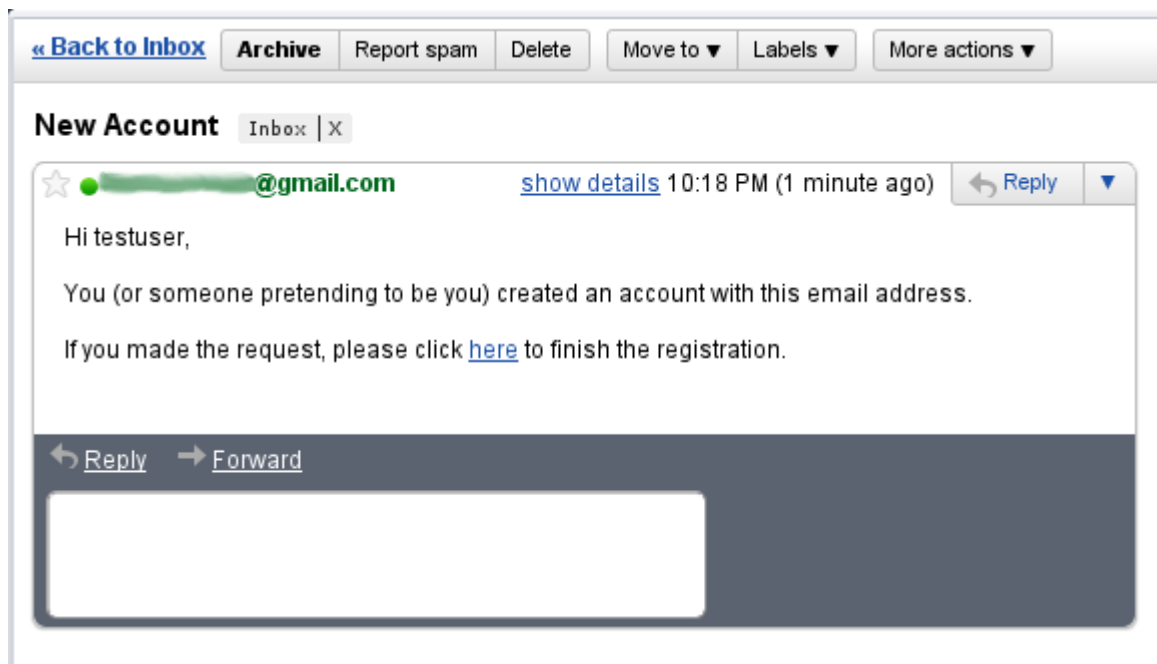 « Back to Inbox Archive Report spam Delete Move to ▼ Labels ▼ More actions ▼
New Account Inbox | X
@gmail.com show details 10:18 PM (1 minute ago) Reply ▼
Hi testuser,
You (or someone pretending to be you) created an account with this email address.
If you made the request, please click here to finish the registration.
Reply Forward